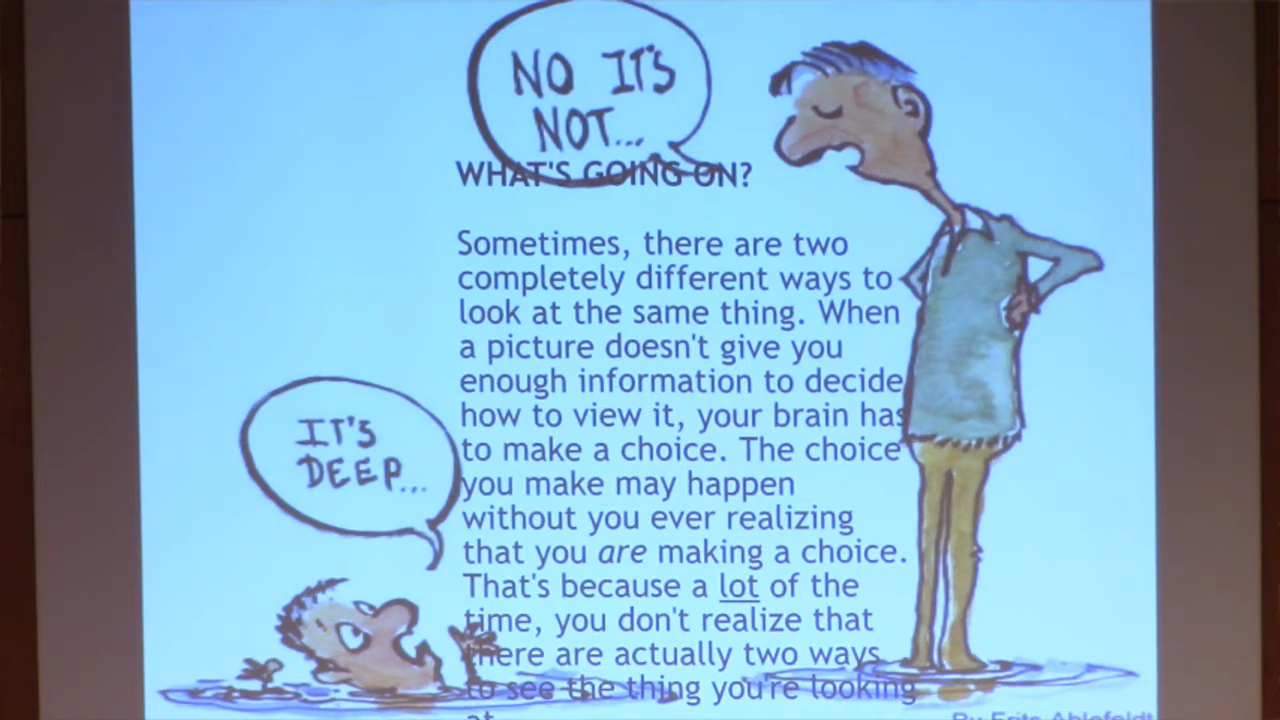 NO IT'S
NOT...
WHAT'S GOING ON?
Sometimes, there are two
completely different ways to
look at the same thing. When
a picture doesn't give you
enough information to decide
how to view it, your brain has
to make a choice. The choice
you make may happen
without you ever realizing
that you are making a choice.
That's because a lot of the
time, you don't realize that
there are actually two ways
to see the thing you're looking
at
IT'S
DEEP...
By Frits Ahlefeldt